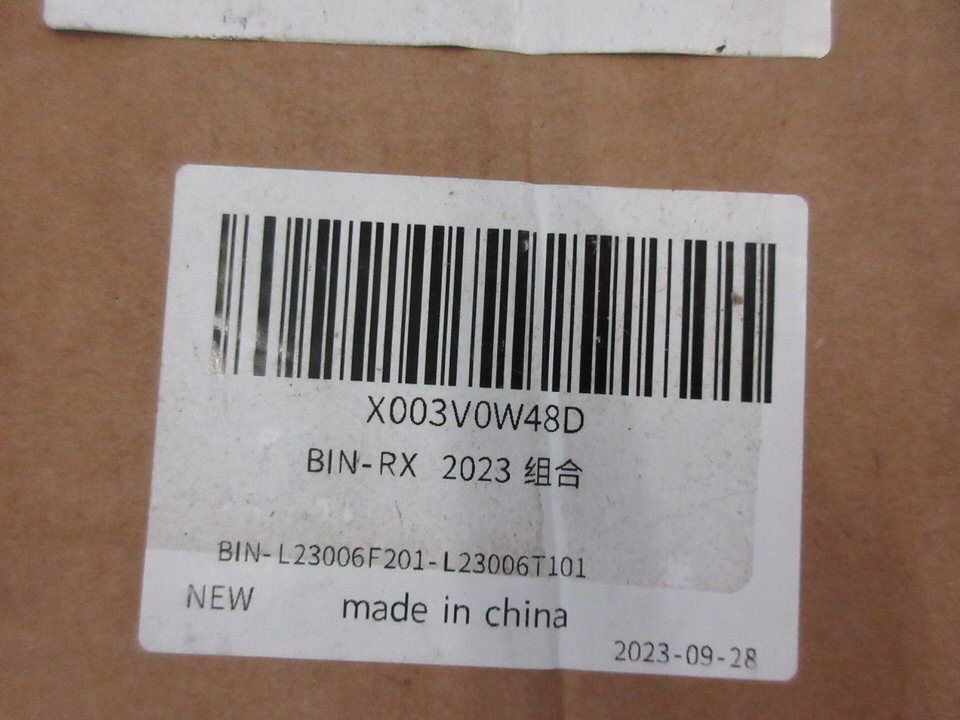 X003V0W48D
BIN-RX 2023 组合
BIN-L23006F201-L23006T101
NEW made in china
2023-09-28